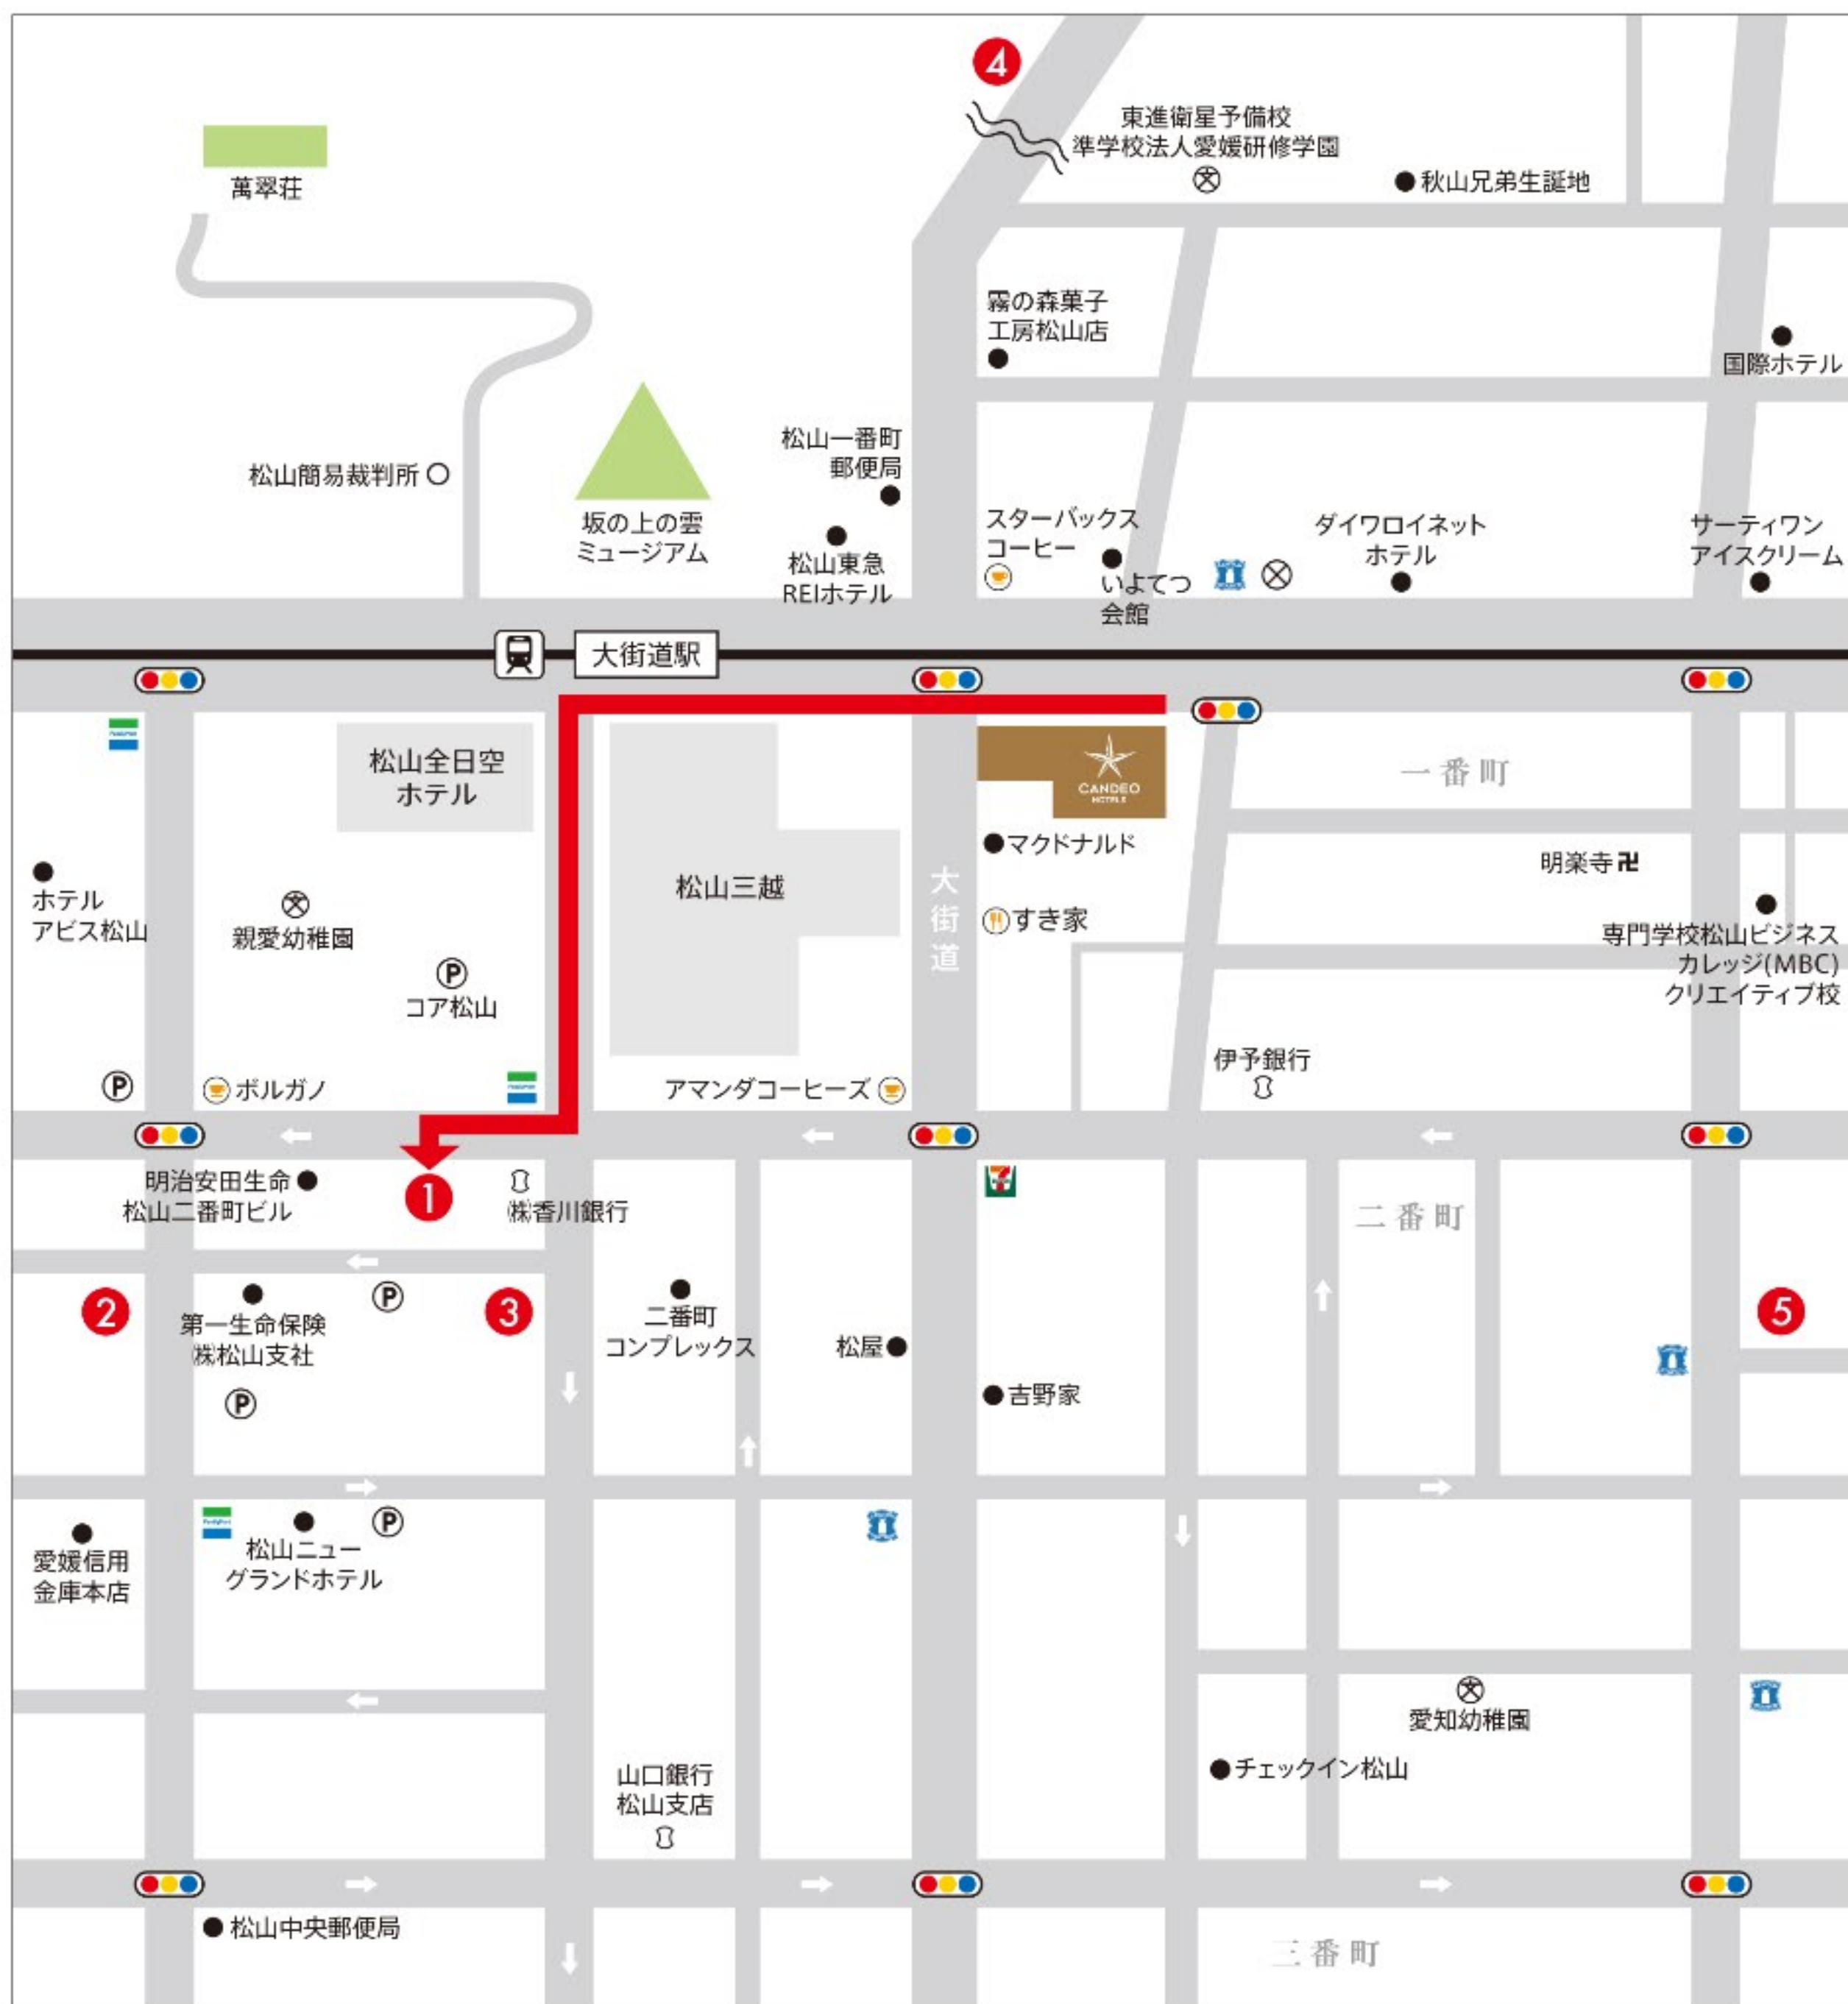 4
東進衛星予備校
準学校法人愛媛研修学園
秋山兄弟生誕地
萬翠荘
霧の森菓子
工房松山店
国際ホテル
松山一番町
郵便局
松山簡易裁判所
坂の上の雲
ミュージアム
松山東急
REIホテル
スターバックス
コーヒー
いよてつ
会館
ダイワロイネット
ホテル
サーティワン
アイスクリーム
大街道駅
松山全日空
ホテル
CANDEO
HOTELS
一番町
マクドナルド
松山三越
大街道
明楽寺
ホテル
アビス松山
親愛幼稚園
すき家
専門学校松山ビジネス
カレッジ(MBC)
クリエイティブ校
P
コア松山
伊予銀行
P
ボルガノ
アマンダコーヒーズ
明治安田生命
松山二番町ビル
1
㈱香川銀行
7
二番町
2
第一生命保険
㈱松山支社
P
3
二番町
コンプレックス
松屋
5
P
吉野家
愛媛信用
金庫本店
FamilyMart
松山ニュー
グランドホテル
P
愛知幼稚園
チェックイン松山
山口銀行
松山支店
松山中央郵便局
三番町